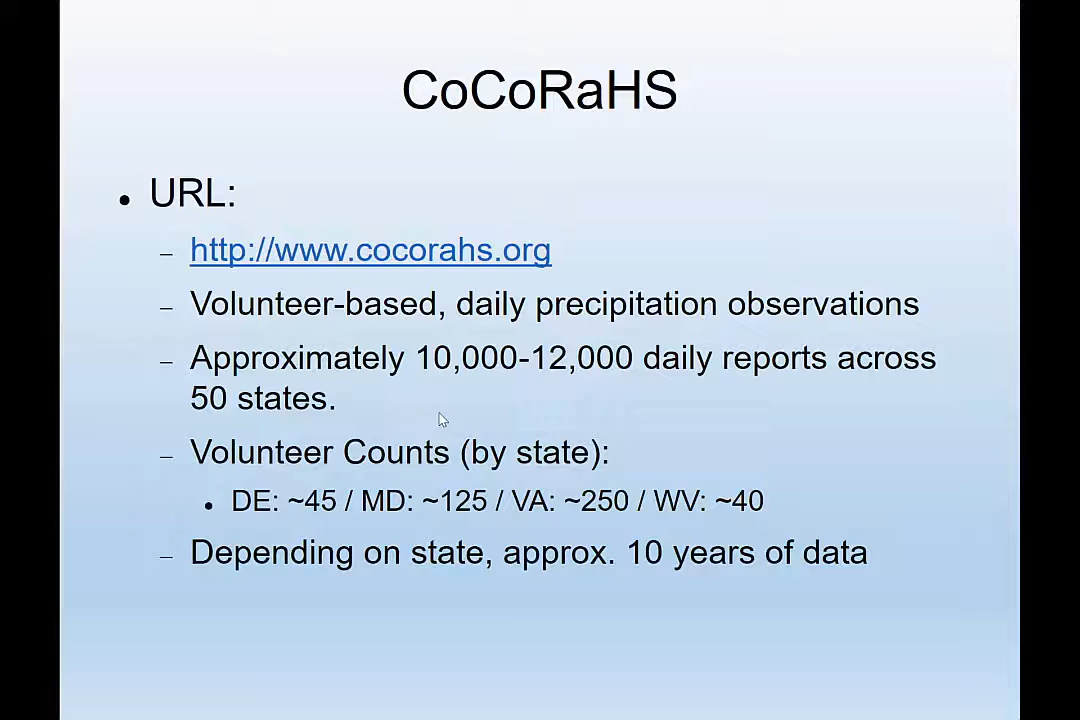 CoCoRaHS
● URL:
– http://www.cocorahs.org
– Volunteer-based, daily precipitation observations
– Approximately 10,000-12,000 daily reports across
50 states.
– Volunteer Counts (by state):
● DE: ~45 / MD: ~125 / VA: ~250 / WV: ~40
– Depending on state, approx. 10 years of data